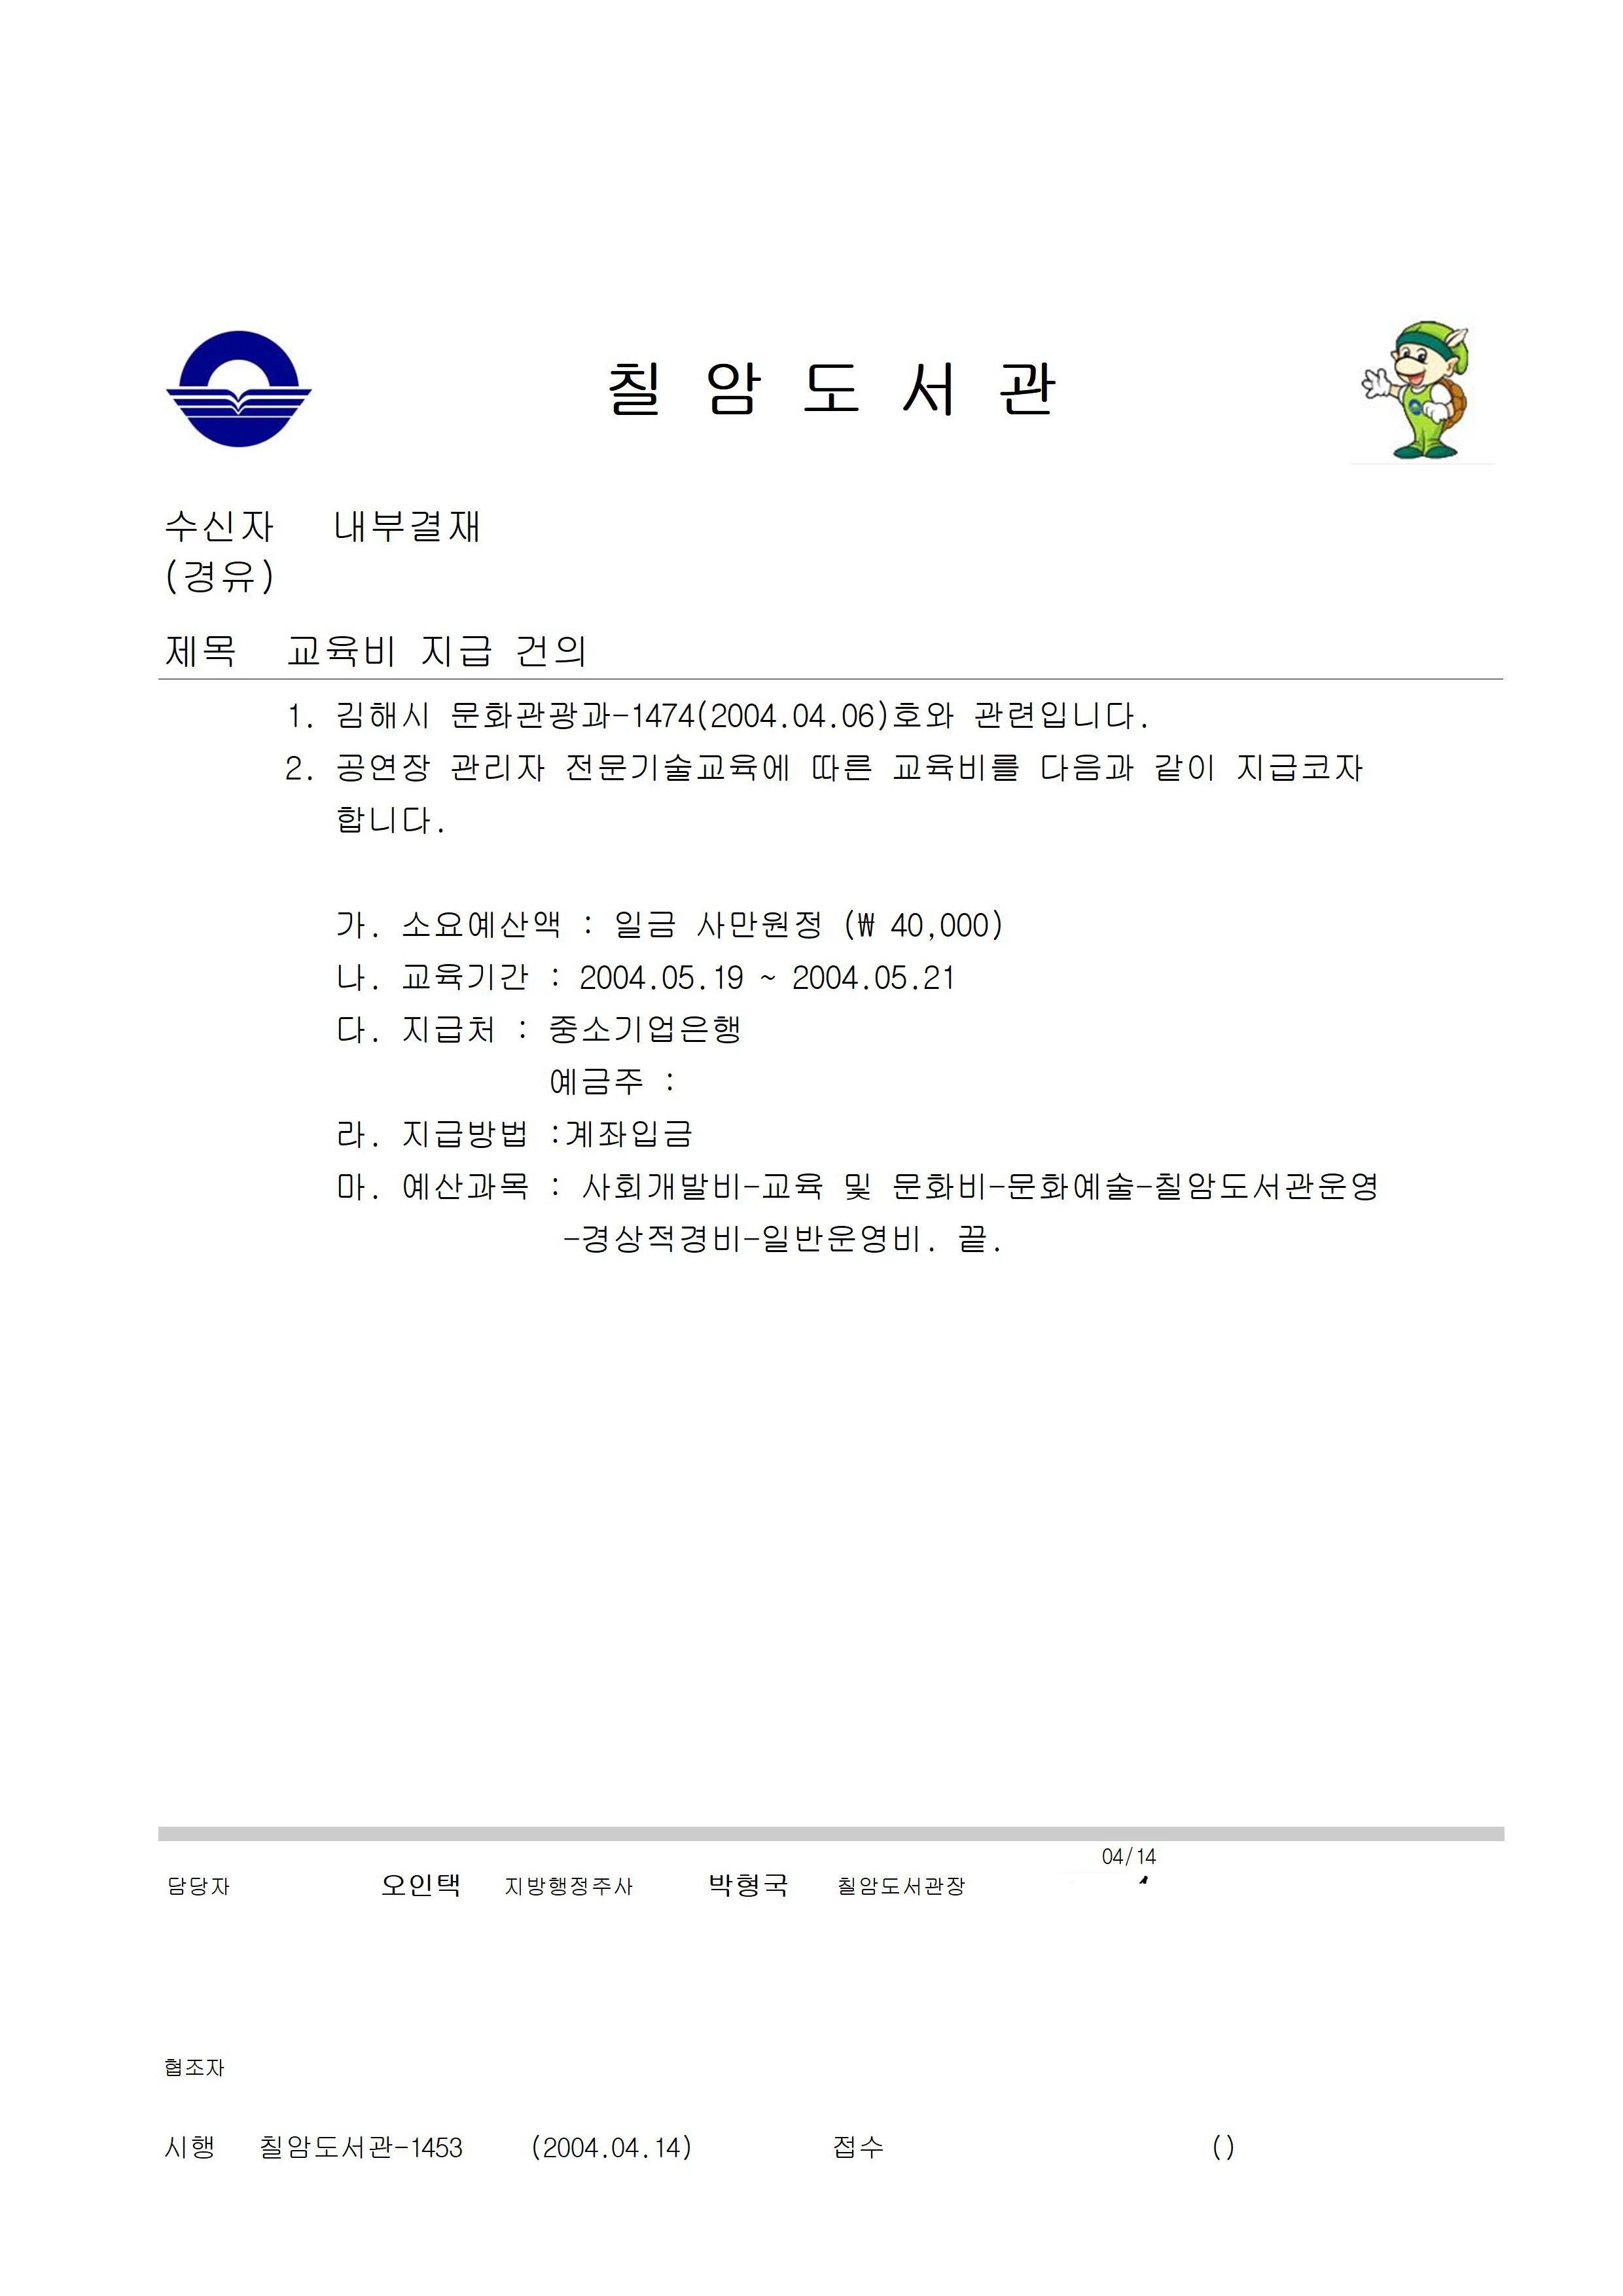 칠 암 도 서 관
수신자 내부결재
(경유)
제목 교육비 지급 건의
1. 김해시 문화관광과-1474(2004.04.06)호와 관련입니다.
2. 공연장 관리자 전문기술교육에 따른 교육비를 다음과 같이 지급코자
합니다.
가. 소요예산액 : 일금 사만원정 (₩ 40,000)
나. 교육기간 : 2004.05.19 ~ 2004.05.21
다. 지급처 : 중소기업은행
예금주 :
라. 지급방법 :계좌입금
마. 예산과목 : 사회개발비-교육 및 문화비-문화예술-칠암도서관운영
-경상적경비-일반운영비. 끝.
04/14
담당자 오인택 지방행정주사 박형국 칠암도서관장
협조자
시행 칠암도서관-1453 (2004.04.14) 접수 ()